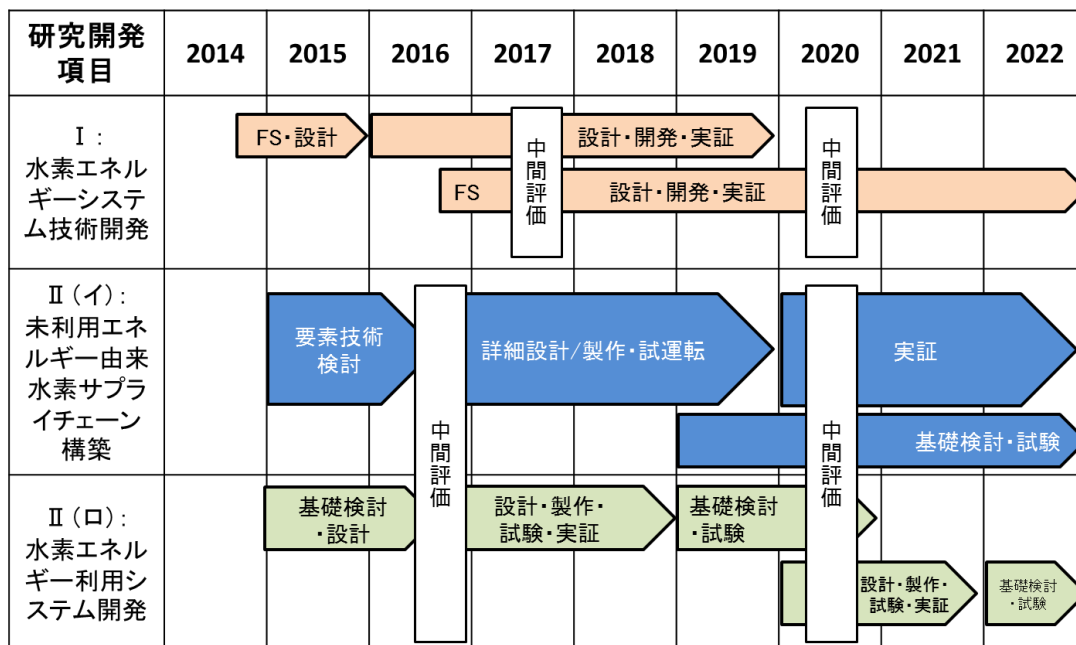 研究開発
項目
2014
2015
2016
2017
2018
2019
2020
2021
2022
Ⅰ:
水素エネル
ギーシステ
ム技術開発
FS・設計
設計・開発・実証
FS
設計・開発・実証
中間評価
中間評価
Ⅱ(イ):
未利用エネ
ルギー由来
水素サプラ
イチェーン
構築
要素技術
検討
詳細設計/製作・試運転
実証
基礎検討・試験
中間評価
中間評価
Ⅱ(ロ):
水素エネル
ギー利用シ
ステム開発
基礎検討
・設計
設計・製作・
試験・実証
基礎検討
・試験
設計・製作・
試験・実証
基礎検討
・試験